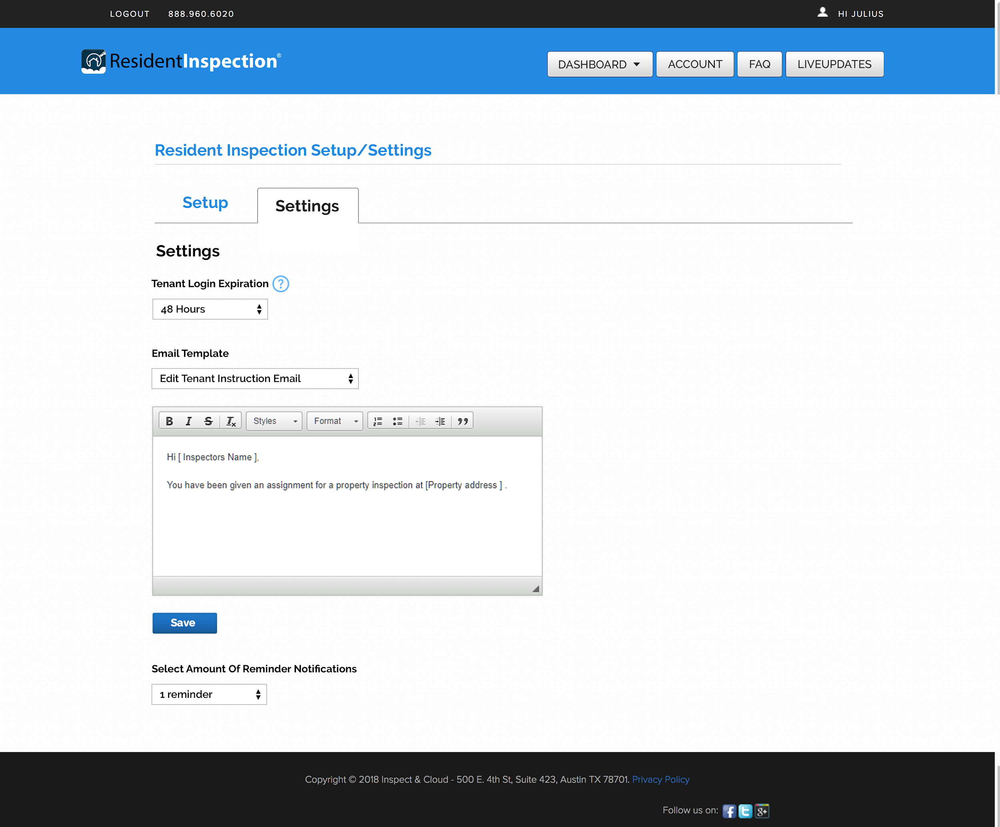 LOGOUT 888.960.6020 HI JULIUS
ResidentInspection® DASHBOARD ACCOUNT FAQ LIVEUPDATES
Resident Inspection Setup/Settings
Setup Settings
Settings
Tenant Login Expiration ?
48 Hours
Email Template
Edit Tenant Instruction Email
B I S Tx Styles Format
Hi [ Inspectors Name ],
You have been given an assignment for a property inspection at [Property address ] .
Save
Select Amount Of Reminder Notifications
1 reminder
Copyright © 2018 Inspect & Cloud - 500 E. 4th St, Suite 423, Austin TX 78701. Privacy Policy
Follow us on: f t g+